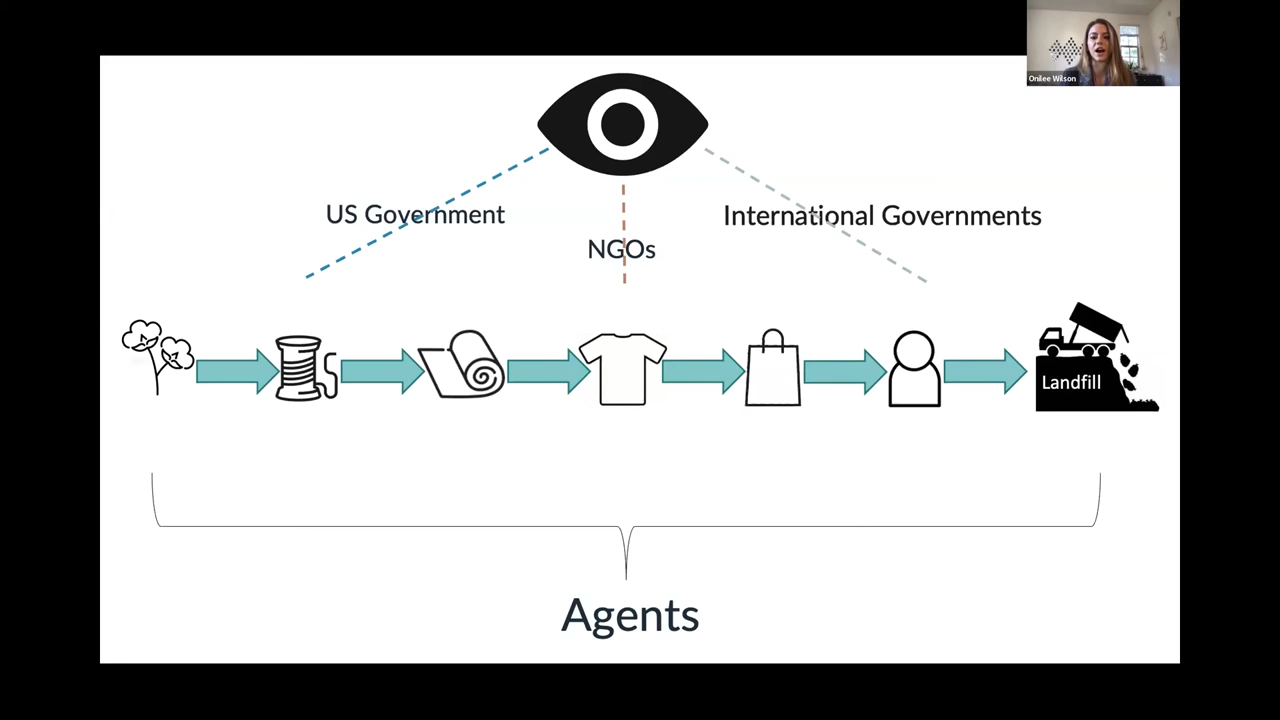 Onilee Wilson
US Government
International Governments
NGOs
Landfill
Agents